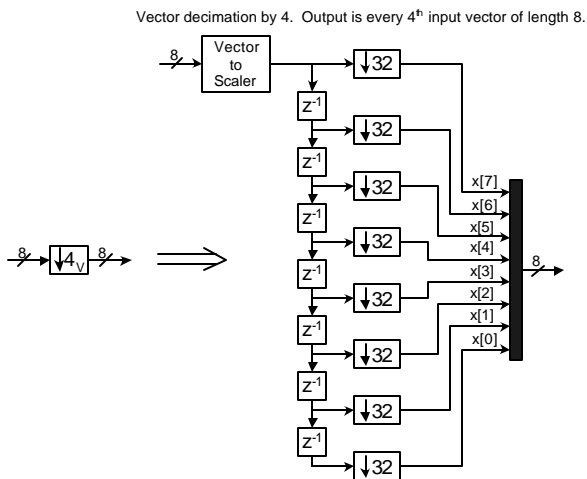 Vector decimation by 4. Output is every 4th input vector of length 8.
8
Vector
to
Scaler
↓32
z-1
↓32
z-1
↓32
z-1
↓32
z-1
↓32
z-1
↓32
z-1
↓32
z-1
↓32
x[7]
x[6]
x[5]
x[4]
x[3]
x[2]
x[1]
x[0]
8
8
↓4V
8